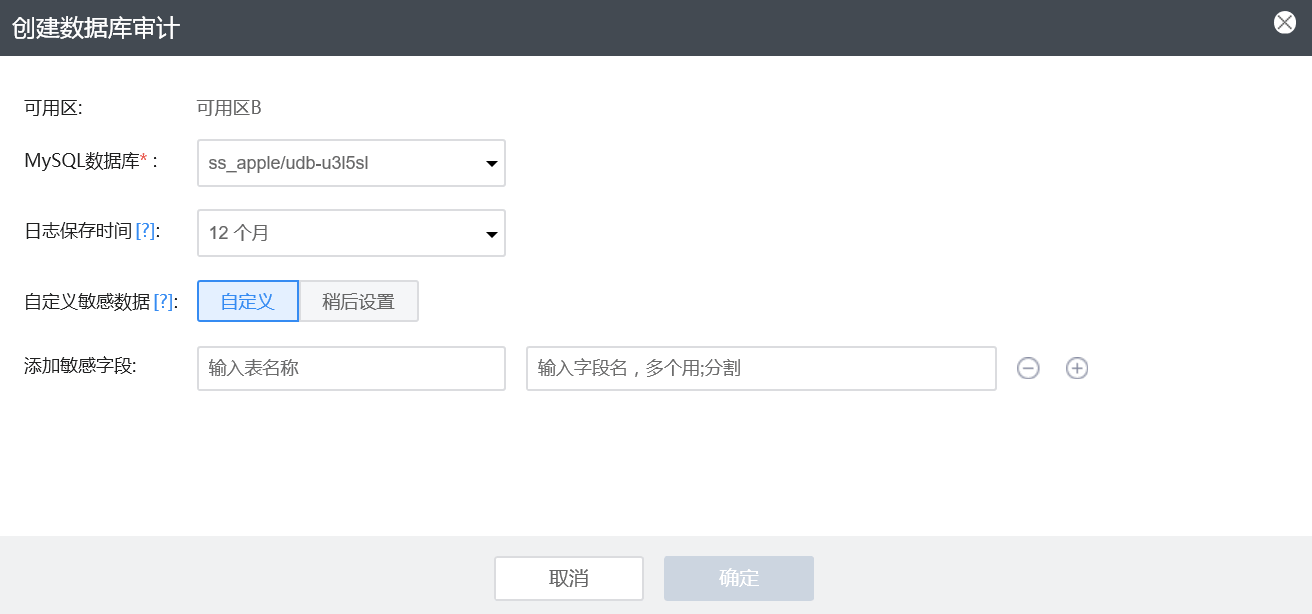 创建数据库审计
可用区: 可用区B
MySQL数据库* : ss_apple/udb-u3l5sl
日志保存时间 [?]: 12 个月
自定义敏感数据 [?]: 自定义 稍后设置
添加敏感字段: 输入表名称 输入字段名，多个用;分割
取消 确定